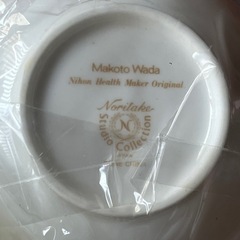 Makoto Wada
Nihon Health Maker Original
Noritake
N
Studio Collection